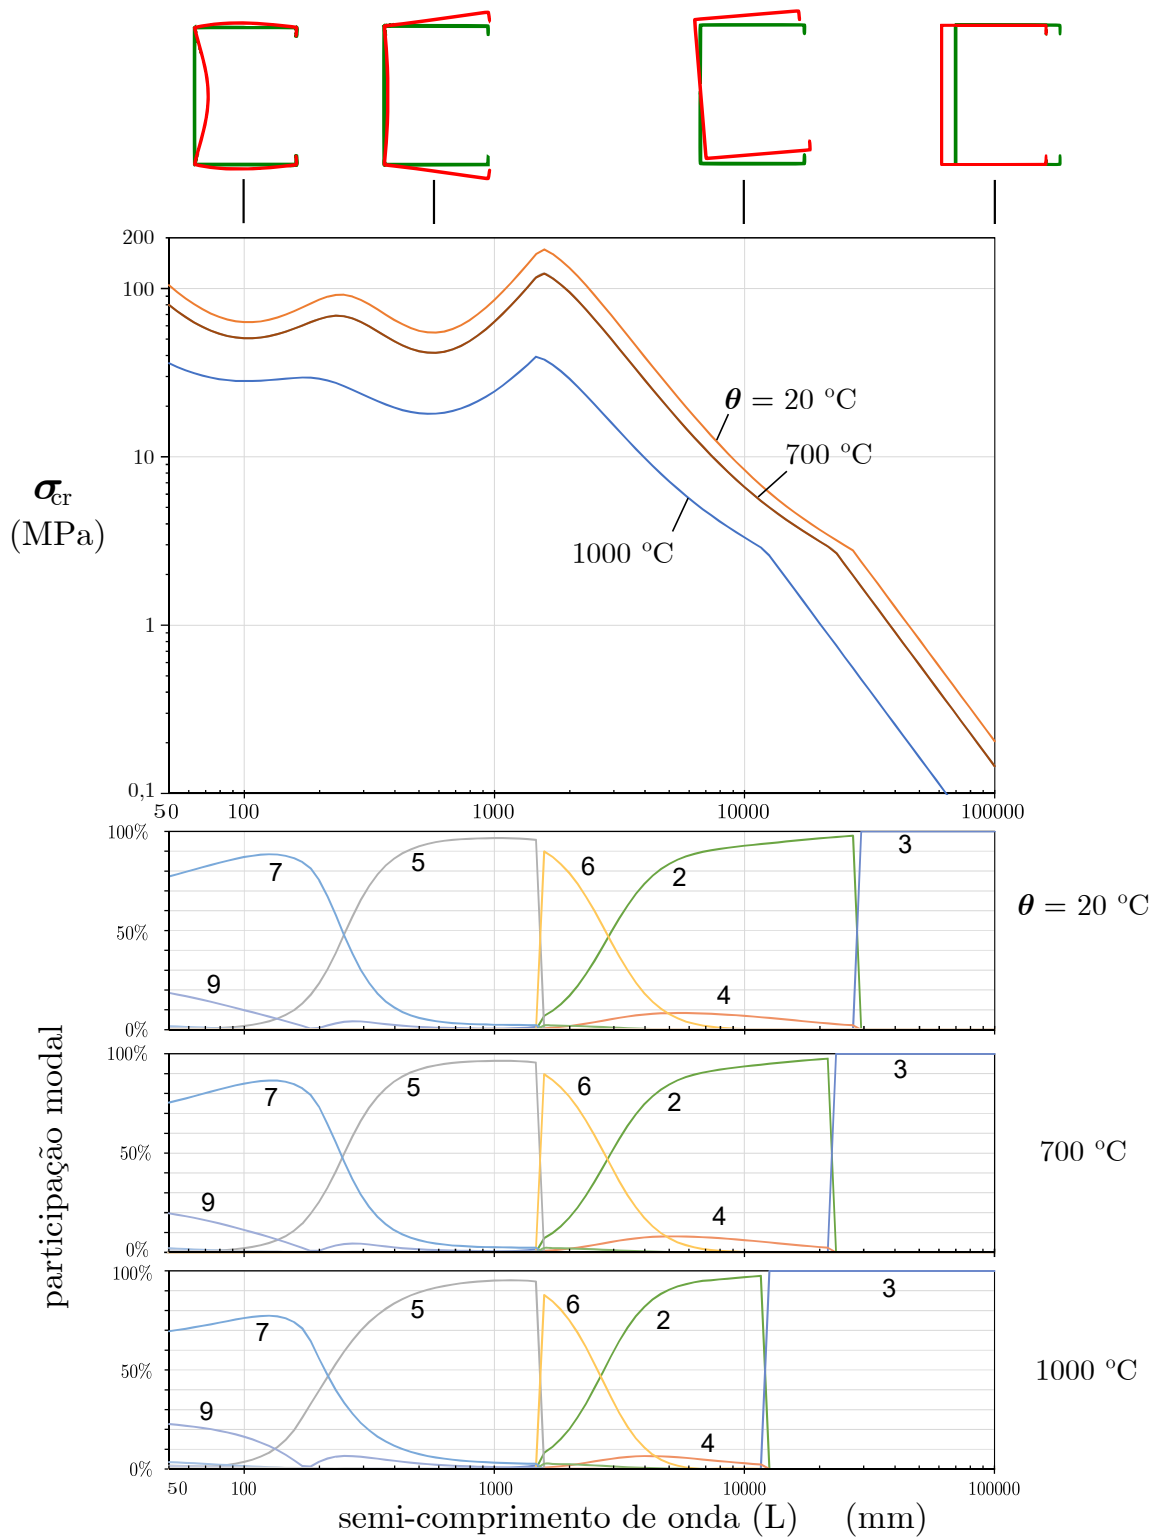 200
100
10
1
0,1
σcr
(MPa)
θ = 20 °C
700 °C
1000 °C
50 100 1000 10000 100000
100%
50%
0%
7 5 6 2 3
9 4
θ = 20 °C
100%
50%
0%
7 5 6 2 3
9 4
700 °C
100%
50%
0%
7 5 6 2 3
9 4
1000 °C
participação modal
50 100 1000 10000 100000
semi-comprimento de onda (L) (mm)